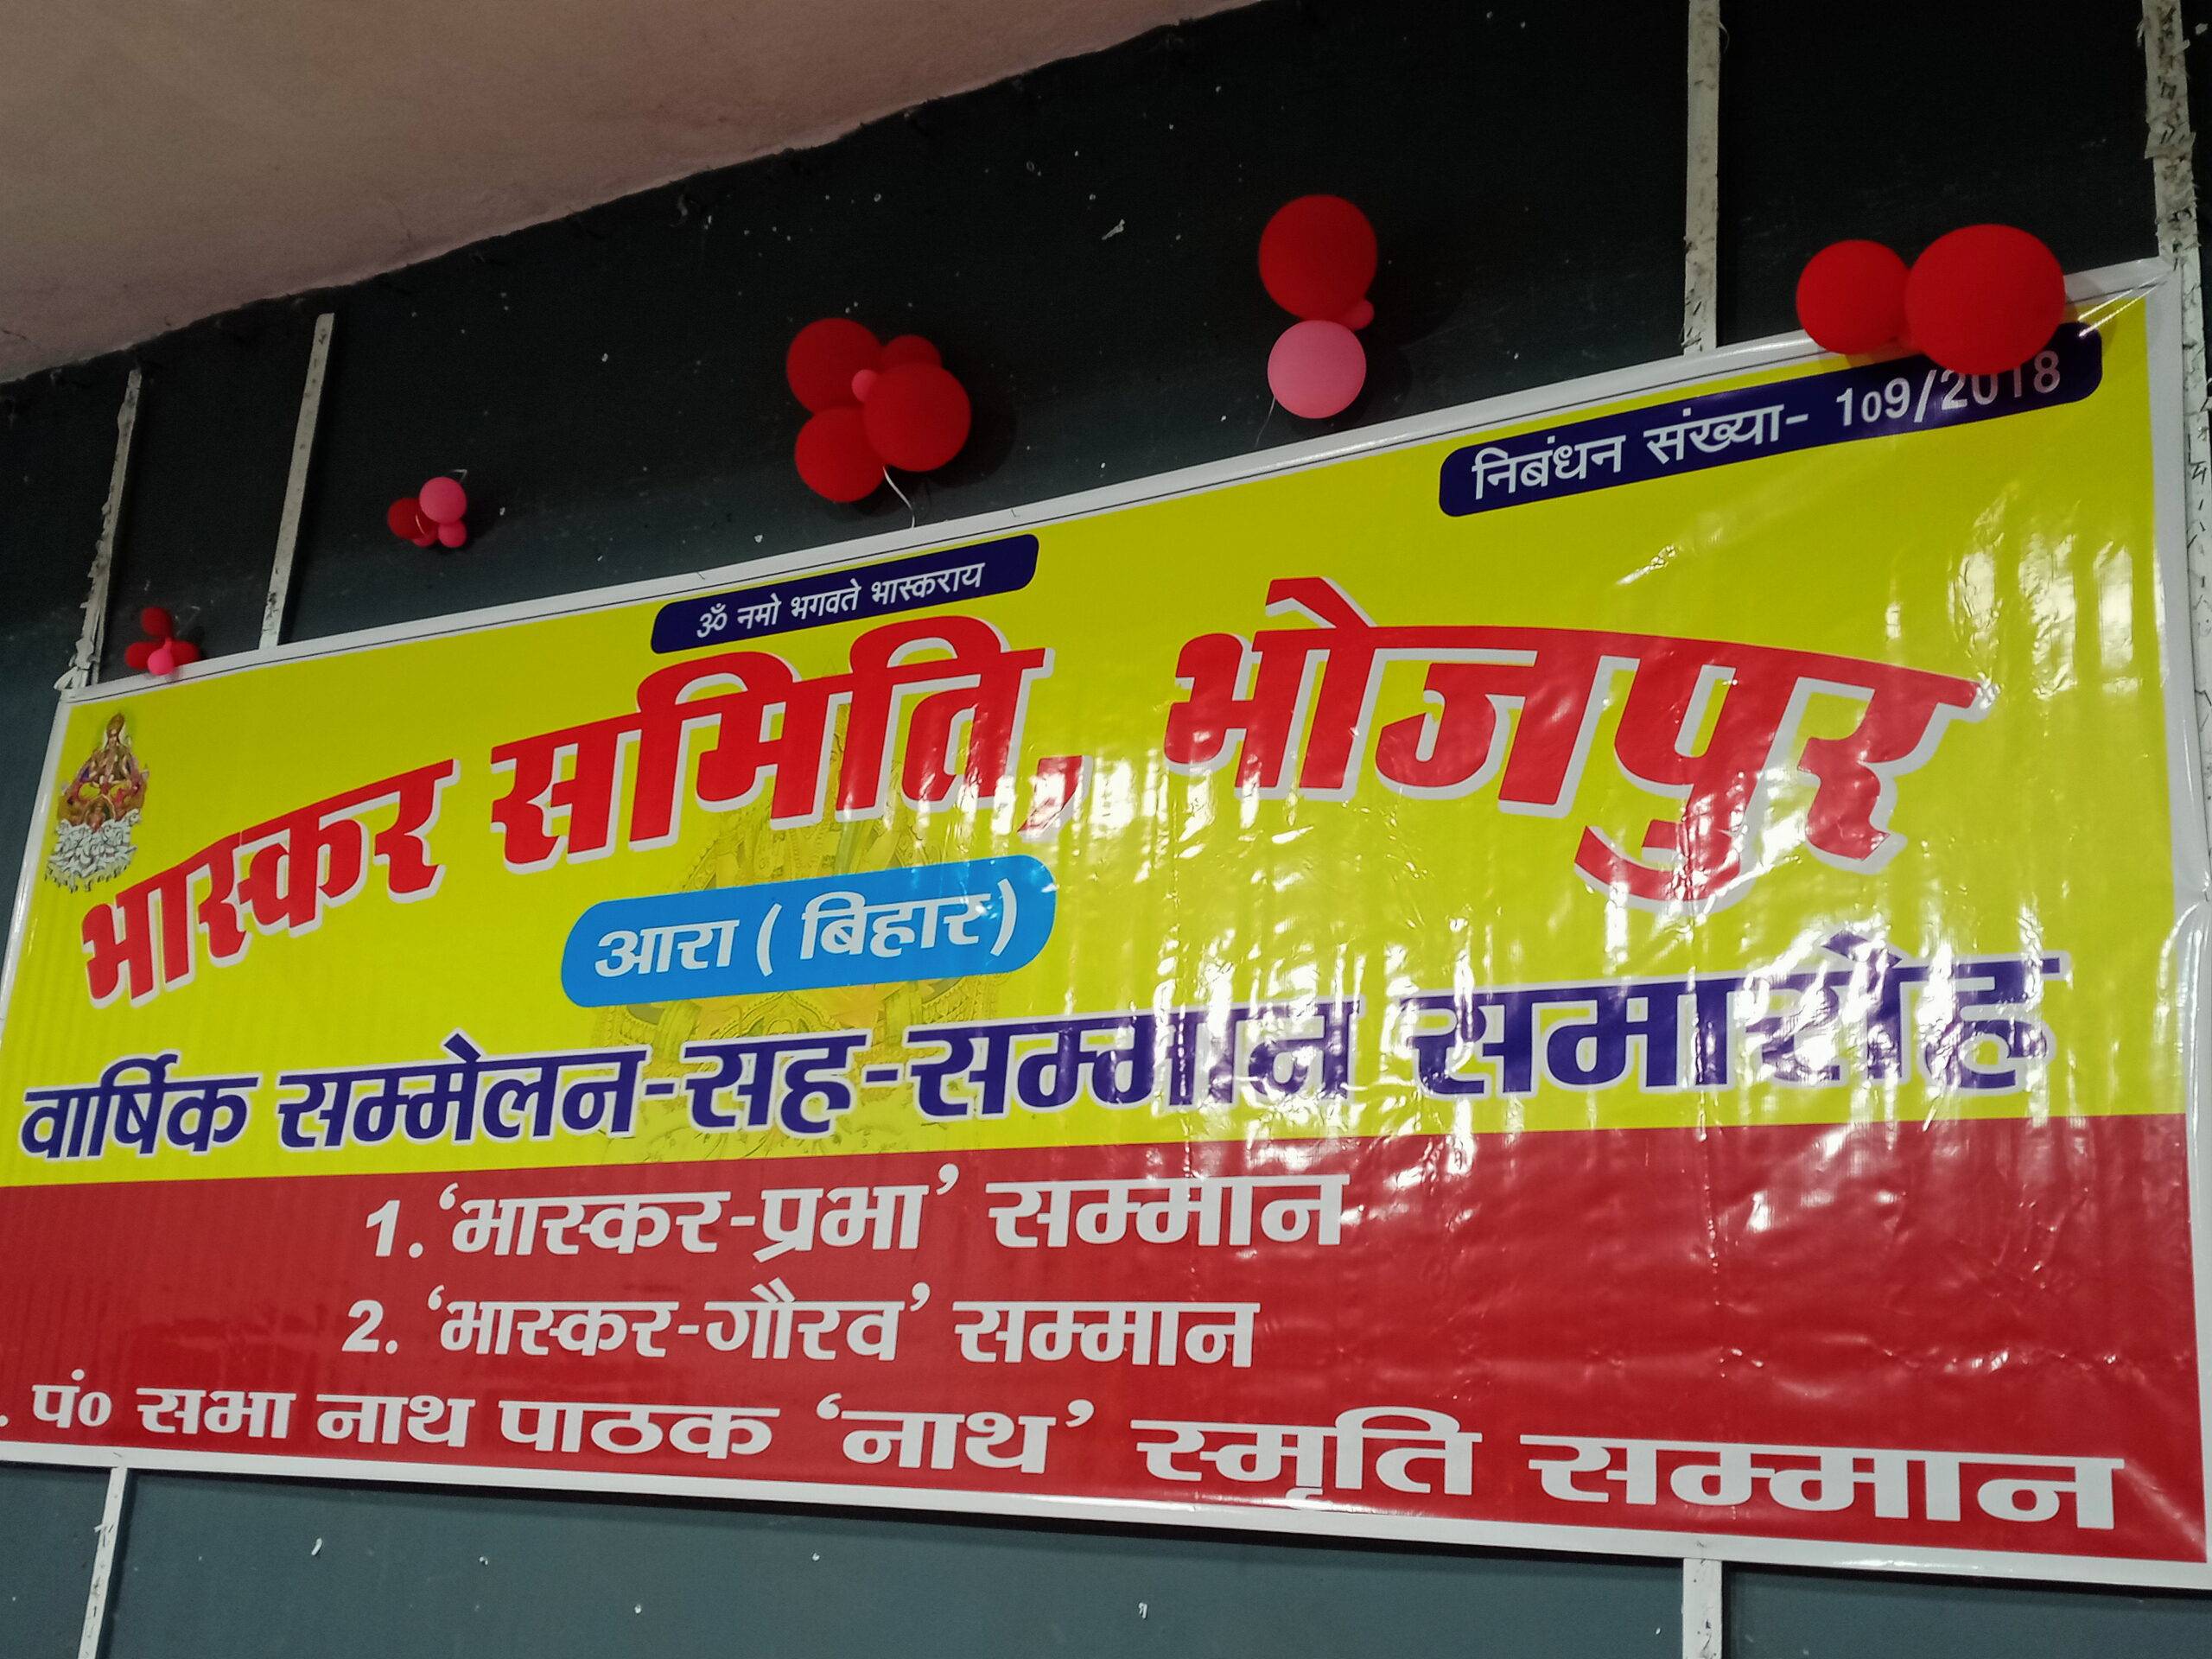 निबंधन संख्या- 109/2018
ॐ नमो भगवते भास्कराय
भास्कर समिति, भोजपुर
आरा ( बिहार)
वार्षिक सम्मेलन-सह-सम्मान समारोह
1. ‘भास्कर-प्रभा’ सम्मान
2. ‘भास्कर-गौरव’ सम्मान
. पं० सभा नाथ पाठक ‘नाथ’ स्मृति सम्मान